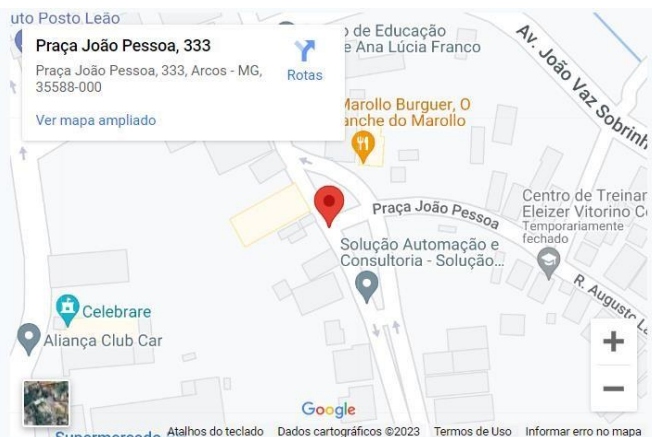 uto Posto Leão
Praça João Pessoa, 333
Praça João Pessoa, 333, Arcos - MG,
35588-000
Rotas
Ver mapa ampliado
o de Educação
e Ana Lúcia Franco
Av. João Vaz Sobrinh
Marollo Burguer, O
anche do Marollo
Praça João Pessoa
Centro de Treinar
Eleizer Vitorino C
Temporariamente
fechado
Solução Automação e
Consultoria - Solução...
R. Augusto L
Celebrare
Aliança Club Car
+
−
Google
Supermercado
Atalhos do teclado
Dados cartográficos ©2023
Termos de Uso
Informar erro no mapa